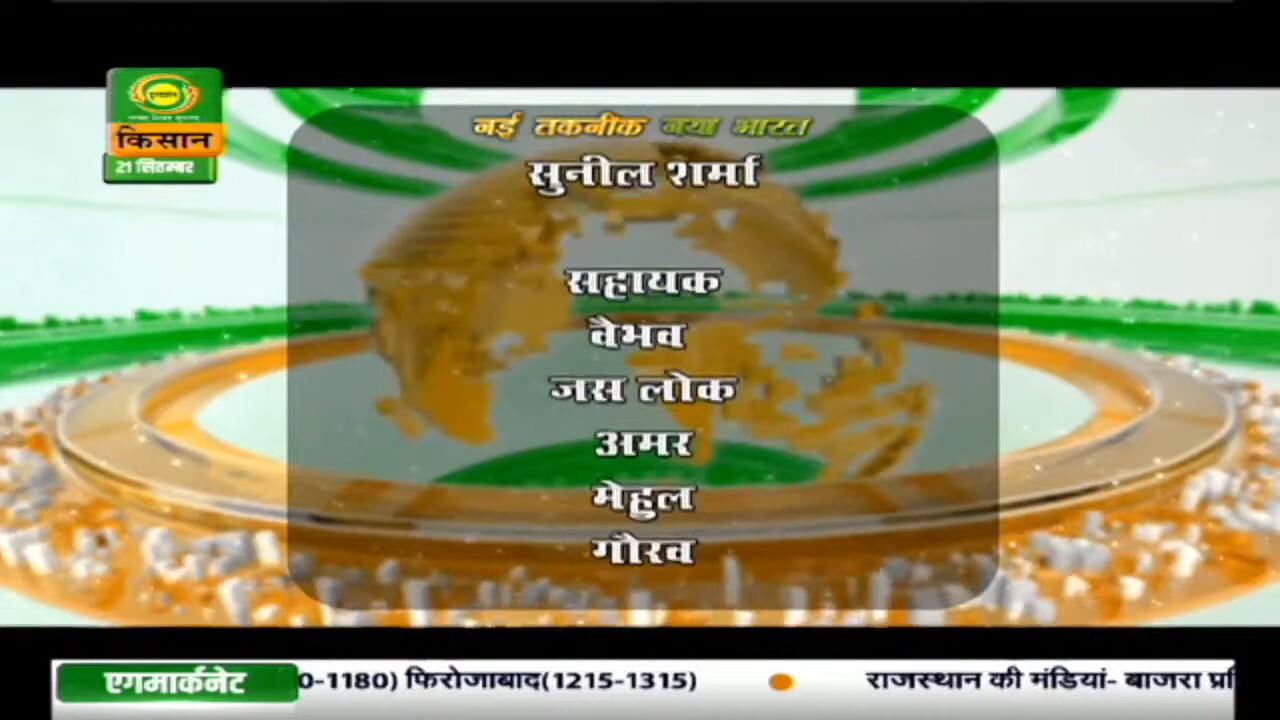 किसान
21 सितम्बर
नई तकनीक नया भारत
सुनील शर्मा
सहायक
वैभव
जस लोक
अमर
मेहुल
गौरव
एगमार्कनेट
0-1180) फिरोजाबाद(1215-1315)
राजस्थान की मंडियां- बाजरा प्रि